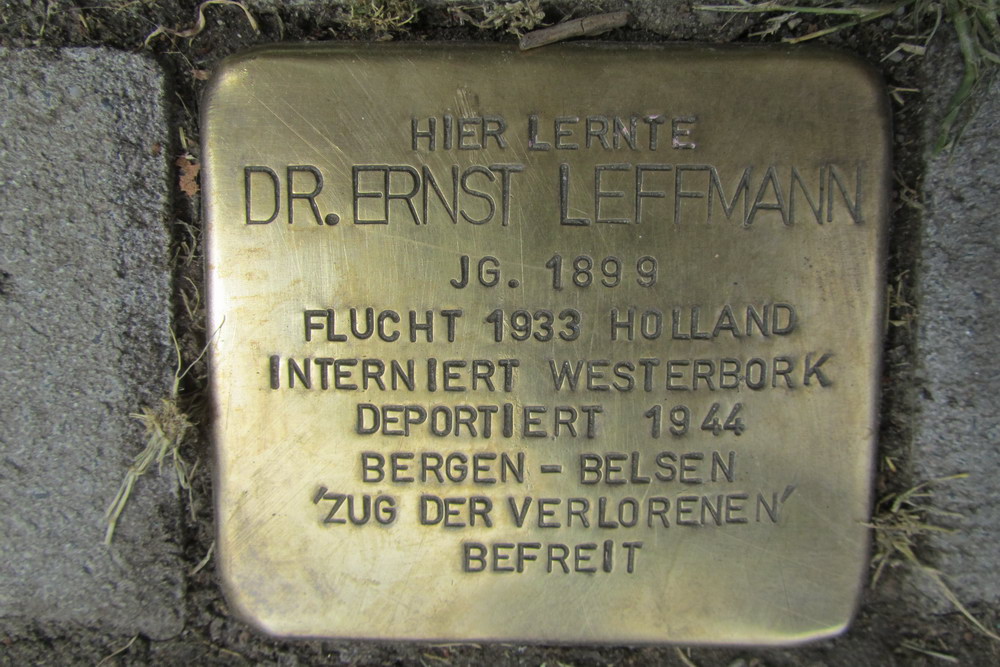 HIER LERNTE
DR. ERNST LEFFMANN
JG. 1899
FLUCHT 1933 HOLLAND
INTERNIERT WESTERBORK
DEPORTIERT 1944
BERGEN-BELSEN
'ZUG DER VERLORENEN'
BEFREIT